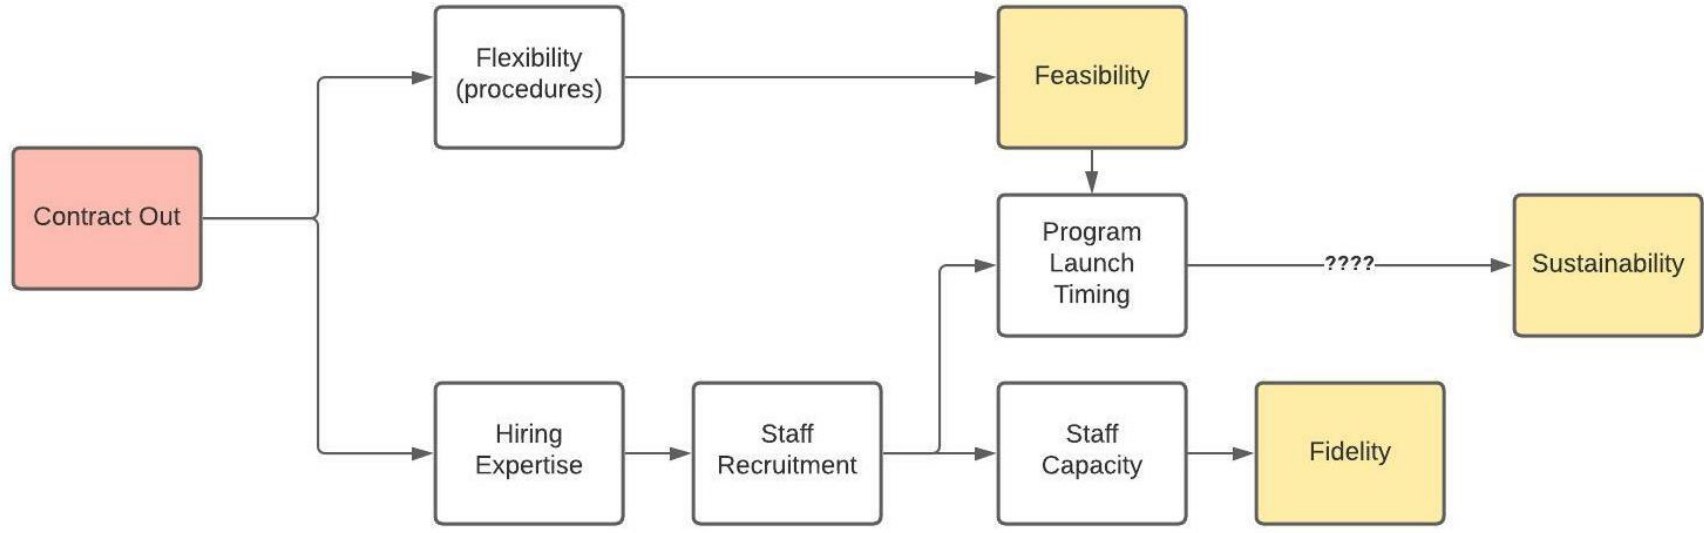 Flexibility
(procedures)
Feasibility
Contract Out
Program
Launch
Timing
????
Sustainability
Hiring
Expertise
Staff
Recruitment
Staff
Capacity
Fidelity